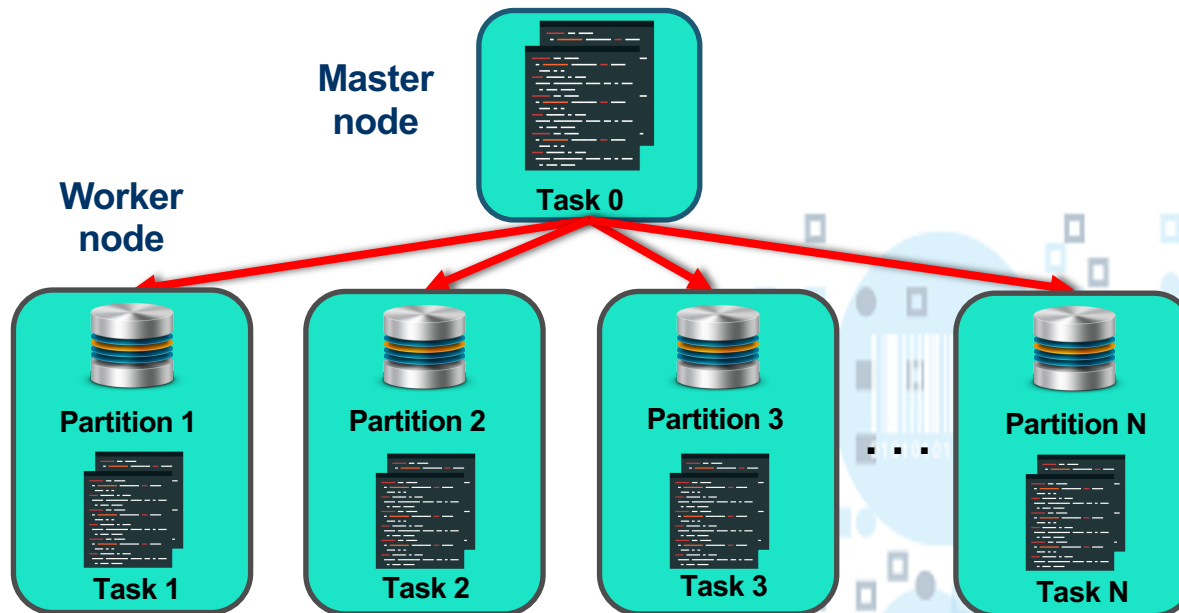 Master
node
Task 0
Worker
node
Partition 1
Partition 2
Partition 3
Partition N
. . .
Task 1
Task 2
Task 3
Task N